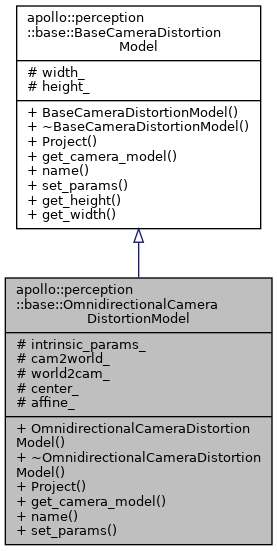 apollo::perception
::base::BaseCameraDistortion
Model
# width_
# height_
+ BaseCameraDistortionModel()
+ ~BaseCameraDistortionModel()
+ Project()
+ get_camera_model()
+ name()
+ set_params()
+ get_height()
+ get_width()
apollo::perception
::base::OmnidirectionalCamera
DistortionModel
# intrinsic_params_
# cam2world_
# world2cam_
# center_
# affine_
+ OmnidirectionalCameraDistortion
Model()
+ ~OmnidirectionalCameraDistortion
Model()
+ Project()
+ get_camera_model()
+ name()
+ set_params()